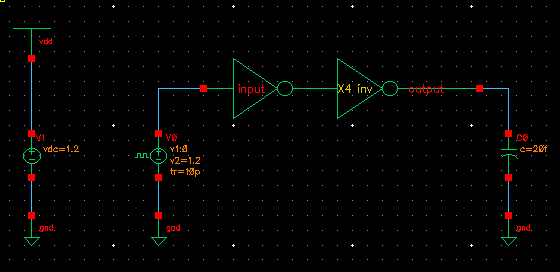 vdd
input
X4 inv
output
V1
vdc=1.2
V0
v1:0
v2=1.2
tr=10p
C0
c=20f
gnd
gnd
gnd